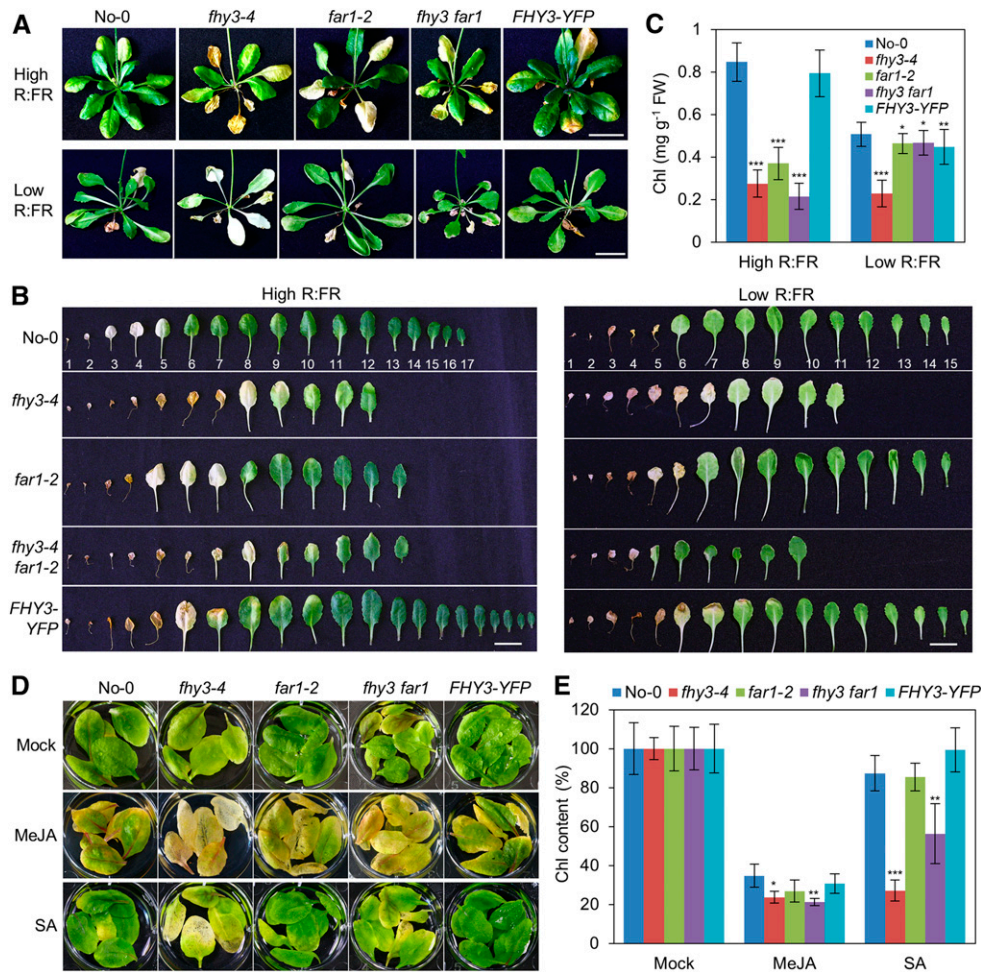 A
No-0 fhy3-4 far1-2 fhy3 far1 FHY3-YFP
High
R:FR
Low
R:FR
C
Chl (mg g⁻¹ FW)
1
0.8
0.6
0.4
0.2
0
No-0
fhy3-4
far1-2
fhy3 far1
FHY3-YFP
*** *** *** *** * * **
High R:FR Low R:FR
B
High R:FR Low R:FR
No-0
1 2 3 4 5 6 7 8 9 10 11 12 13 14 15 16 17
1 2 3 4 5 6 7 8 9 10 11 12 13 14 15
fhy3-4
far1-2
fhy3-4
far1-2
FHY3-
YFP
D
No-0 fhy3-4 far1-2 fhy3 far1 FHY3-YFP
Mock
MeJA
SA
E
No-0 fhy3-4 far1-2 fhy3 far1 FHY3-YFP
Chl content (%)
120
100
80
60
40
20
0
* ** *** **
Mock MeJA SA